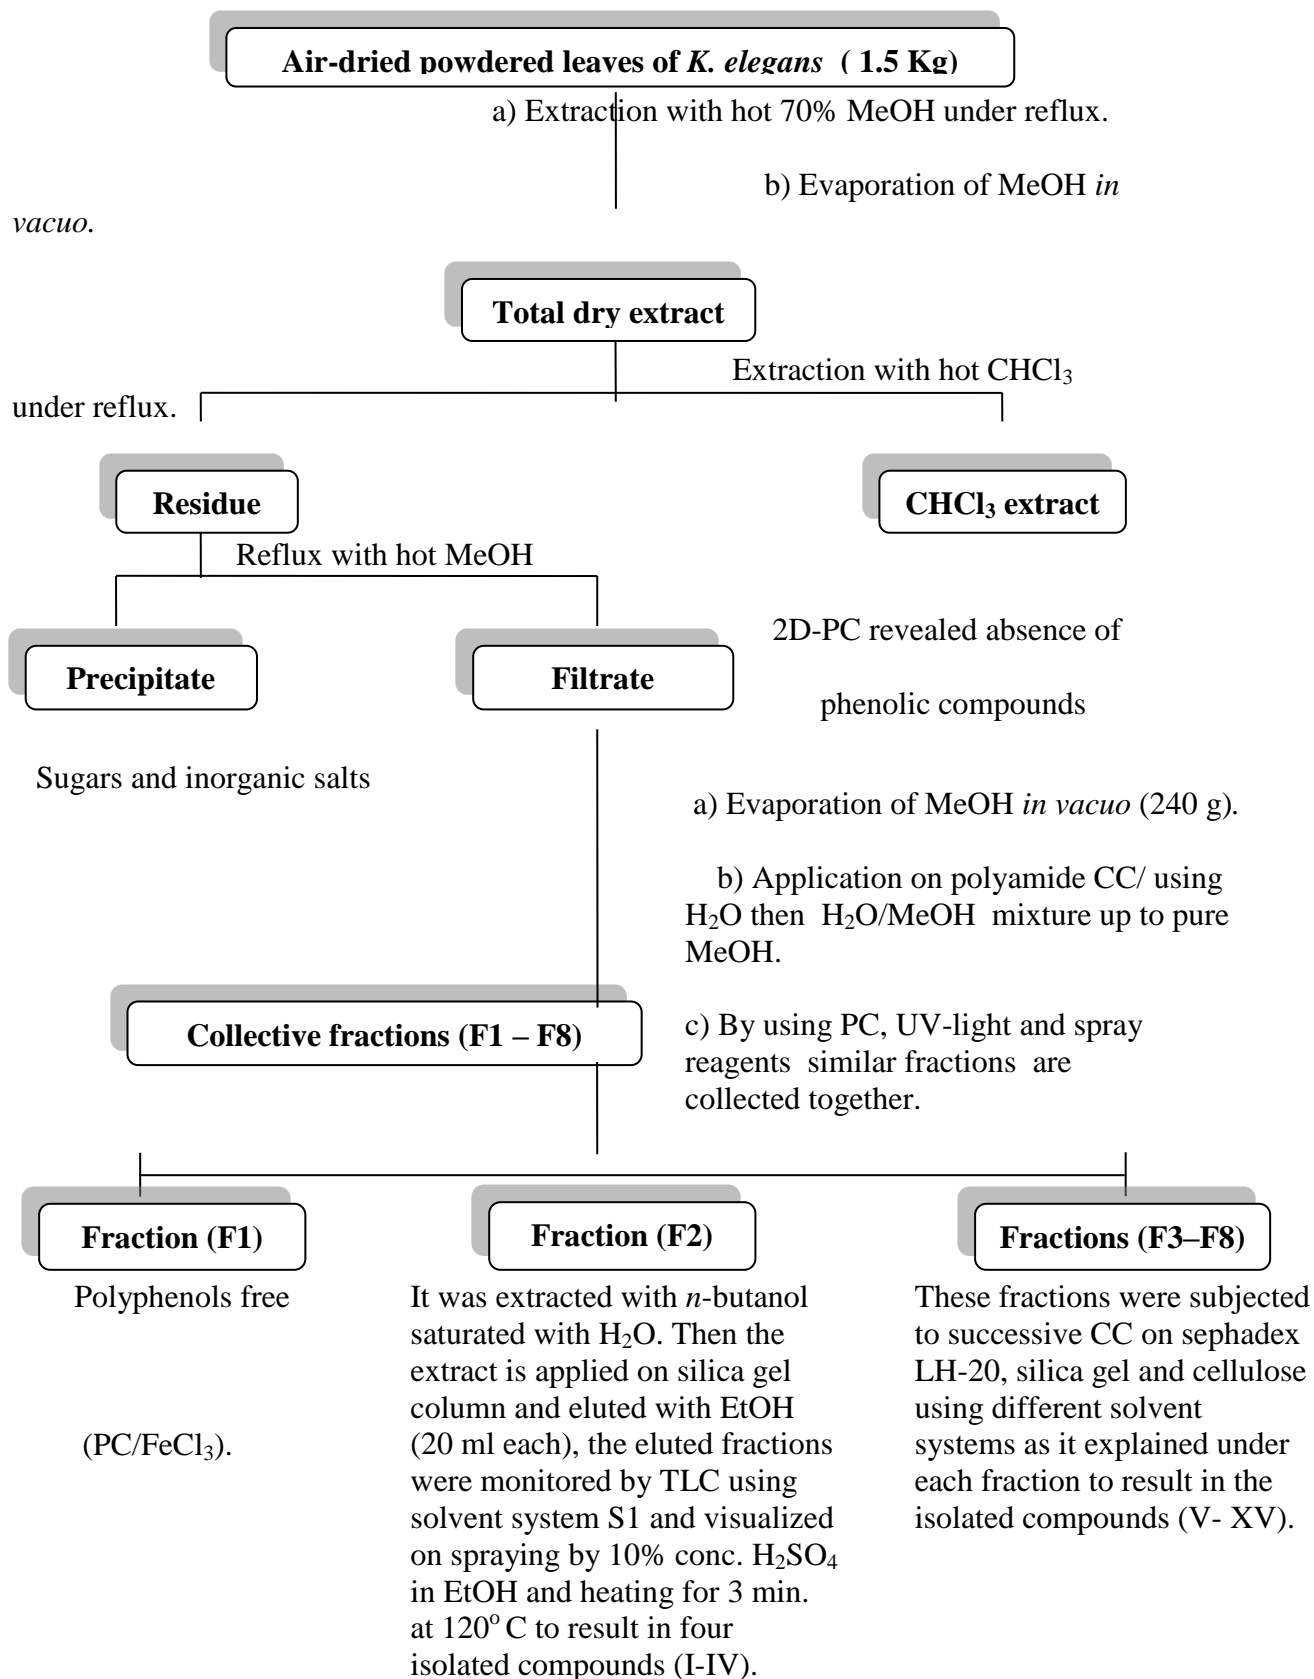 Air-dried powdered leaves of K. elegans ( 1.5 Kg)
a) Extraction with hot 70% MeOH under reflux.
b) Evaporation of MeOH in
vacuo.
Total dry extract
Extraction with hot CHCl₃
under reflux.
Residue
CHCl₃ extract
Reflux with hot MeOH
2D-PC revealed absence of
phenolic compounds
Precipitate
Filtrate
Sugars and inorganic salts
a) Evaporation of MeOH in vacuo (240 g).
b) Application on polyamide CC/ using
H₂O then H₂O/MeOH mixture up to pure
MeOH.
Collective fractions (F1 – F8)
c) By using PC, UV-light and spray
reagents similar fractions are
collected together.
Fraction (F1)
Polyphenols free
(PC/FeCl₃).
Fraction (F2)
It was extracted with n-butanol
saturated with H₂O. Then the
extract is applied on silica gel
column and eluted with EtOH
(20 ml each), the eluted fractions
were monitored by TLC using
solvent system S1 and visualized
on spraying by 10% conc. H₂SO₄
in EtOH and heating for 3 min.
at 120° C to result in four
isolated compounds (I-IV).
Fractions (F3–F8)
These fractions were subjected
to successive CC on sephadex
LH-20, silica gel and cellulose
using different solvent
systems as it explained under
each fraction to result in the
isolated compounds (V- XV).